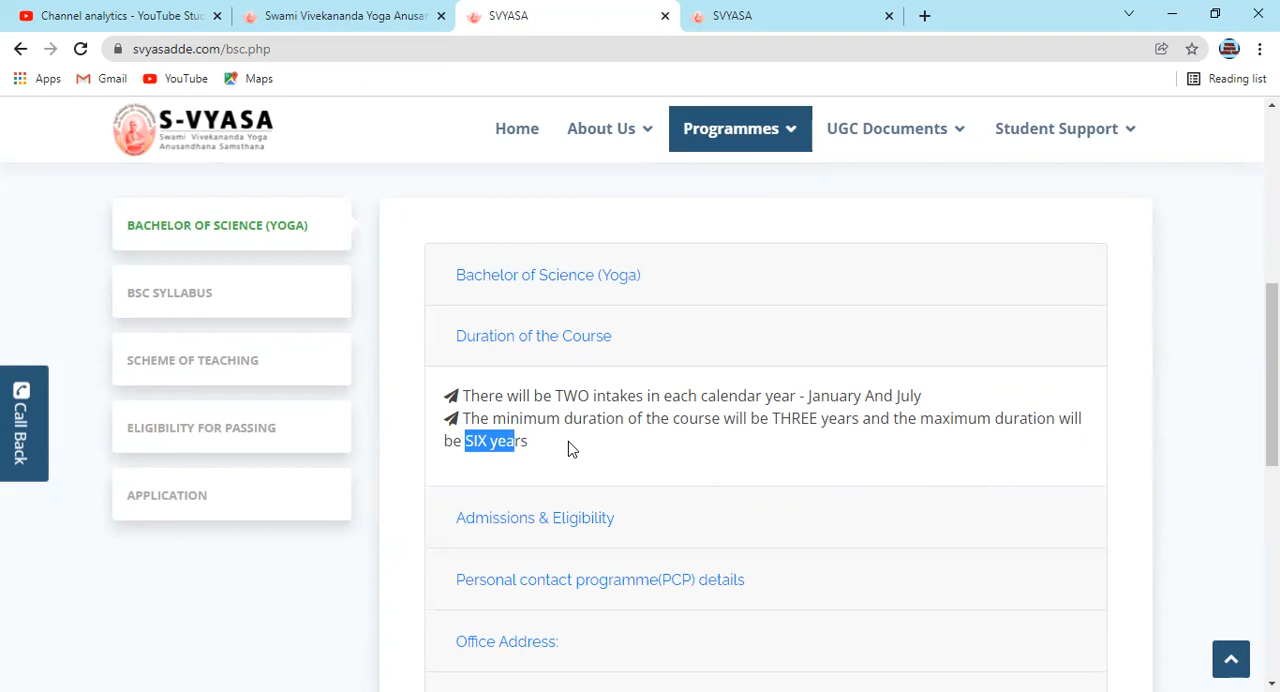 Channel analytics - YouTube Stud
Swami Vivekananda Yoga Anusan
SVYASA
SVYASA
svyasadde.com/bsc.php
Apps Gmail YouTube Maps Reading list
S-VYASA
Swami Vivekananda Yoga
Anusandhana Samsthana
Home About Us Programmes UGC Documents Student Support
BACHELOR OF SCIENCE (YOGA)
BSC SYLLABUS
SCHEME OF TEACHING
ELIGIBILITY FOR PASSING
APPLICATION
Call Back
Bachelor of Science (Yoga)
Duration of the Course
There will be TWO intakes in each calendar year - January And July
The minimum duration of the course will be THREE years and the maximum duration will
be SIX years
Admissions & Eligibility
Personal contact programme(PCP) details
Office Address: